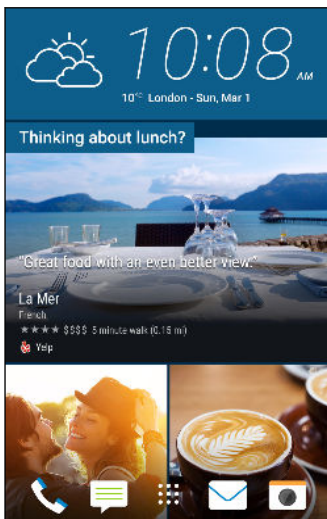 10:08 AM
10°C London - Sun, Mar 1
Thinking about lunch?
"Great food with an even better view."
La Mer
French
★★★★ $$$$ 5 minute walk (0.15 mi)
Yelp